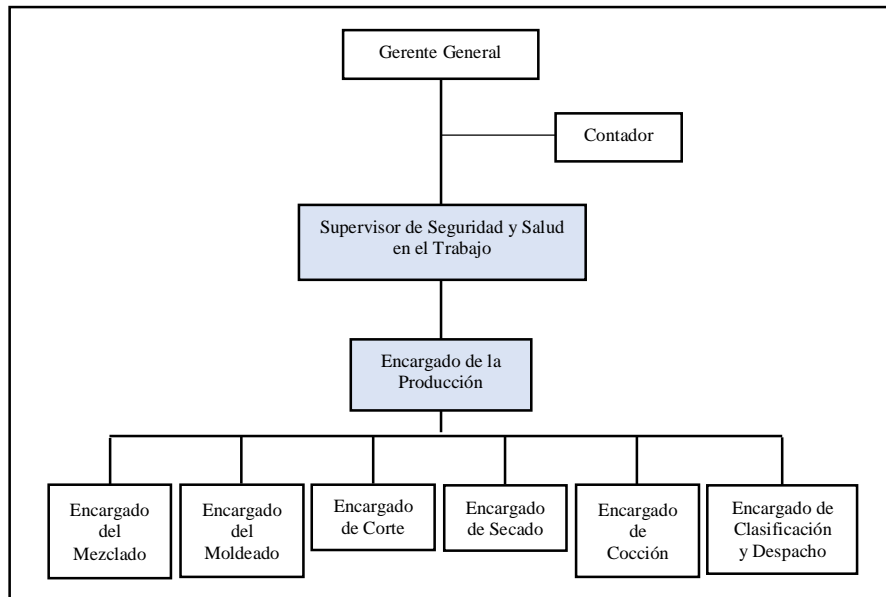 Gerente General
Contador
Supervisor de Seguridad y Salud
en el Trabajo
Encargado de la
Producción
Encargado
del
Mezclado
Encargado
del
Moldeado
Encargado
de Corte
Encargado
de Secado
Encargado
de
Cocción
Encargado de
Clasificación
y Despacho